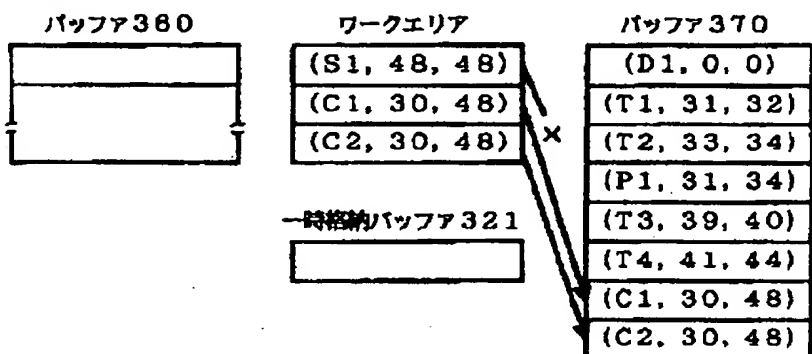 バッファ360
ワークエリア
バッファ370
(S1, 48, 48)
(C1, 30, 48)
(C2, 30, 48)
×
一時格納バッファ321
(D1, 0, 0)
(T1, 31, 32)
(T2, 33, 34)
(P1, 31, 34)
(T3, 39, 40)
(T4, 41, 44)
(C1, 30, 48)
(C2, 30, 48)